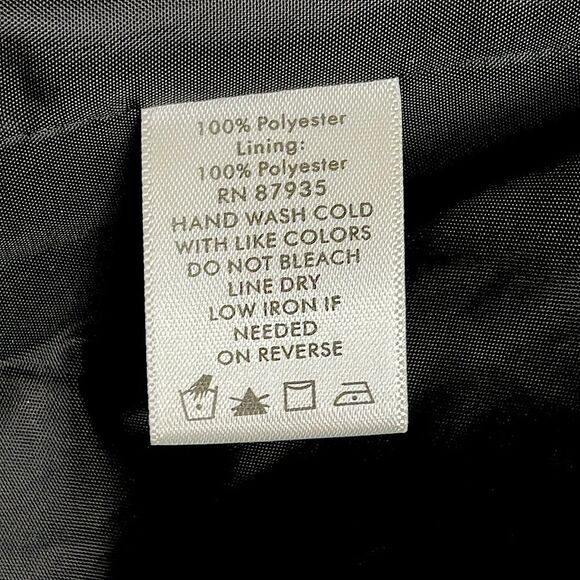 100% Polyester
Lining:
100% Polyester
RN 87935
HAND WASH COLD
WITH LIKE COLORS
DO NOT BLEACH
LINE DRY
LOW IRON IF
NEEDED
ON REVERSE